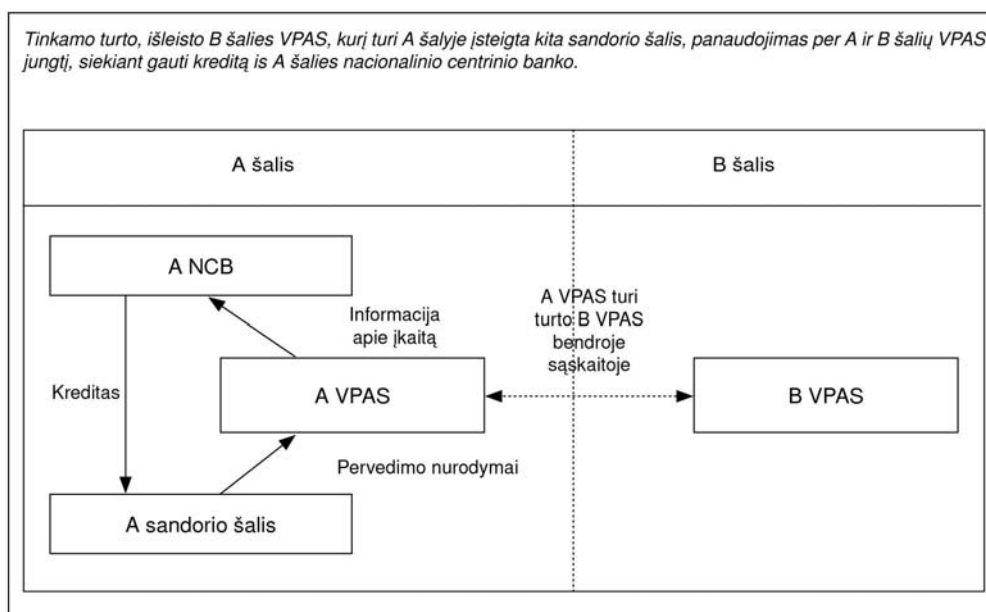 Tinkamo turto, išleisto B šalies VPAS, kurį turi A šalyje įsteigta kita sandorio šalis, panaudojimas per A ir B šalių VPAS
jungtį, siekiant gauti kreditą is A šalies nacionalinio centrinio banko.
A šalis
B šalis
A NCB
Informacija
apie įkaitą
A VPAS turi
turto B VPAS
bendroje
sąskaitoje
Kreditas
A VPAS
B VPAS
Pervedimo nurodymai
A sandorio šalis